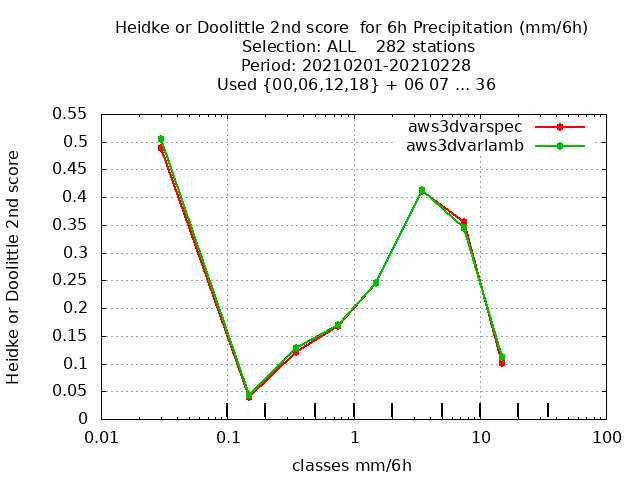 Heidke or Doolittle 2nd score  for 6h Precipitation (mm/6h)
Selection: ALL    282 stations
Period: 20210201-20210228
Used {00,06,12,18} + 06 07 ... 36
aws3dvarspec
aws3dvarlamb
Heidke or Doolittle 2nd score
0.55
0.5
0.45
0.4
0.35
0.3
0.25
0.2
0.15
0.1
0.05
0
0.01 0.1 1 10 100
classes mm/6h